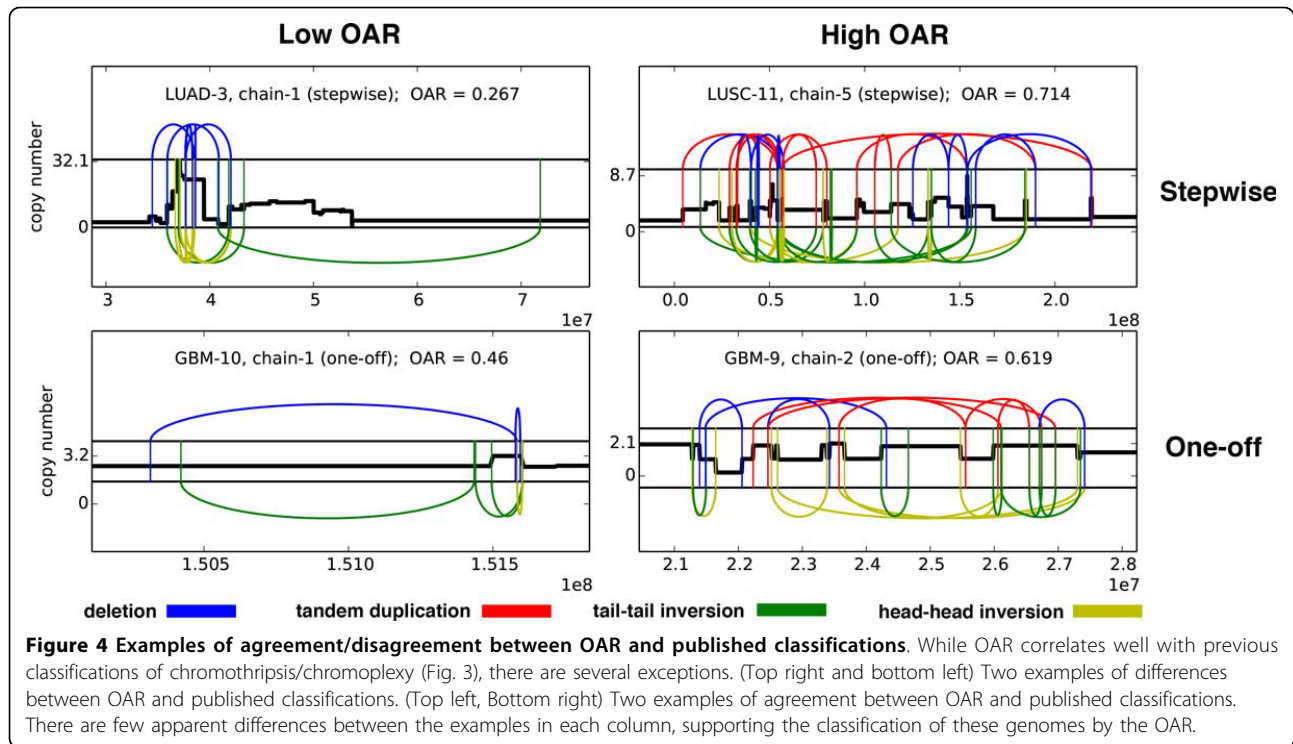 Low OAR
High OAR
LUAD-3, chain-1 (stepwise); OAR = 0.267
copy number
32.1
0
3 4 5 6 7
1e7
LUSC-11, chain-5 (stepwise); OAR = 0.714
8.7
0
0.0 0.5 1.0 1.5 2.0
1e8
Stepwise
GBM-10, chain-1 (one-off); OAR = 0.46
copy number
3.2
0
1.505 1.510 1.515
1e8
GBM-9, chain-2 (one-off); OAR = 0.619
2.1
0
2.1 2.2 2.3 2.4 2.5 2.6 2.7 2.8
1e7
One-off
deletion tandem duplication tail-tail inversion head-head inversion
Figure 4 Examples of agreement/disagreement between OAR and published classifications. While OAR correlates well with previous
classifications of chromothripsis/chromoplexy (Fig. 3), there are several exceptions. (Top right and bottom left) Two examples of differences
between OAR and published classifications. (Top left, Bottom right) Two examples of agreement between OAR and published classifications.
There are few apparent differences between the examples in each column, supporting the classification of these genomes by the OAR.